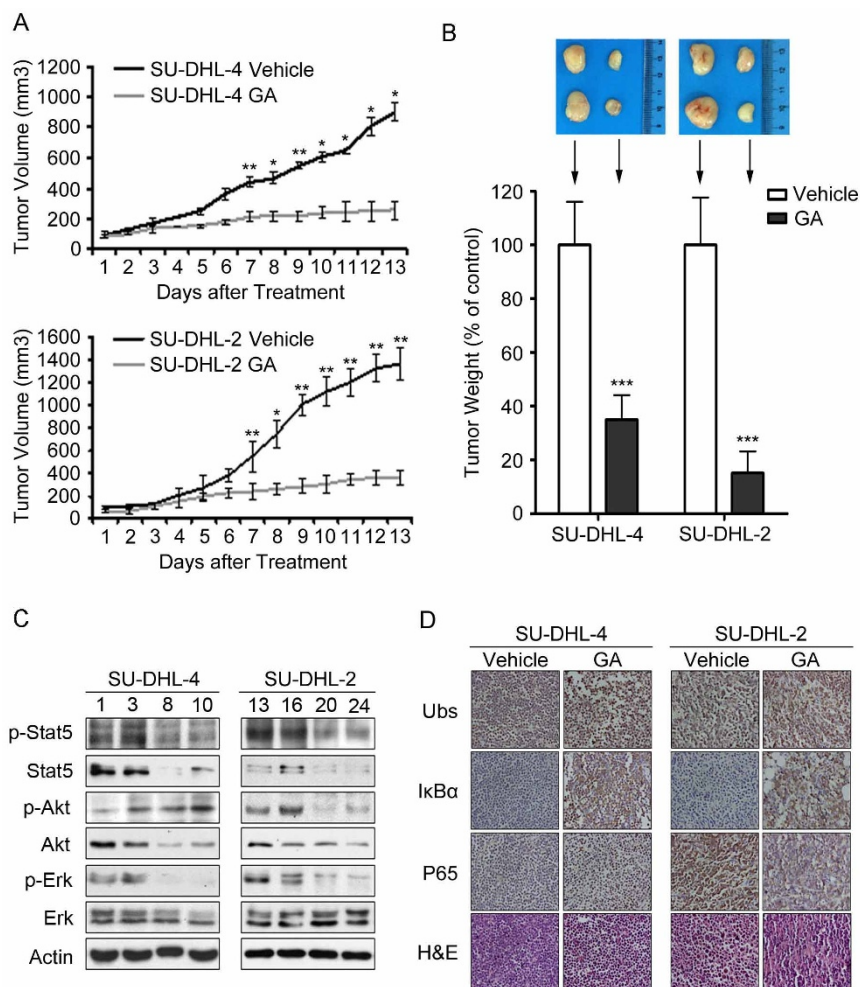 A
1200
1000
800
600
400
200
0
Tumor Volume (mm3)
SU-DHL-4 Vehicle
SU-DHL-4 GA
** * ** * * * *
1 2 3 4 5 6 7 8 9 10 11 12 13
Days after Treatment
1600
1400
1200
1000
800
600
400
200
0
Tumor Volume (mm3)
SU-DHL-2 Vehicle
SU-DHL-2 GA
** * ** ** ** ** **
1 2 3 4 5 6 7 8 9 10 11 12 13
Days after Treatment
B
120
100
80
60
40
20
0
Tumor Weight (% of control)
Vehicle
GA
***
***
SU-DHL-4 SU-DHL-2
C
SU-DHL-4 SU-DHL-2
1 3 8 10 13 16 20 24
p-Stat5
Stat5
p-Akt
Akt
p-Erk
Erk
Actin
D
SU-DHL-4 SU-DHL-2
Vehicle GA Vehicle GA
Ubs
IκBα
P65
H&E